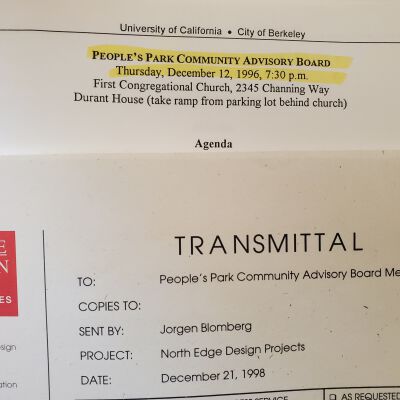 University of California • City of Berkeley
PEOPLE'S PARK COMMUNITY ADVISORY BOARD
Thursday, December 12, 1996, 7:30 p.m.
First Congregational Church, 2345 Channing Way
Durant House (take ramp from parking lot behind church)
Agenda
TRANSMITTAL
TO: People's Park Community Advisory Board Me
COPIES TO:
SENT BY: Jorgen Blomberg
PROJECT: North Edge Design Projects
DATE: December 21, 1998
E
N
ES
sign
ation
AS REQUESTED